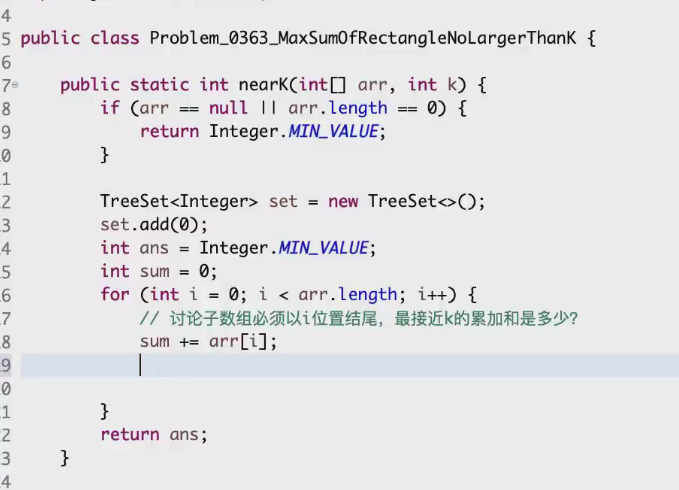 4
5 public class Problem_0363_MaxSumOfRectangleNoLargerThanK {
6
7 public static int nearK(int[] arr, int k) {
8 if (arr == null || arr.length == 0) {
9 return Integer.MIN_VALUE;
0 }
1
2 TreeSet<Integer> set = new TreeSet<>();
3 set.add(0);
4 int ans = Integer.MIN_VALUE;
5 int sum = 0;
6 for (int i = 0; i < arr.length; i++) {
7 // 讨论子数组必须以i位置结尾，最接近k的累加和是多少？
8 sum += arr[i];
9
0
1 }
2 return ans;
3 }
4